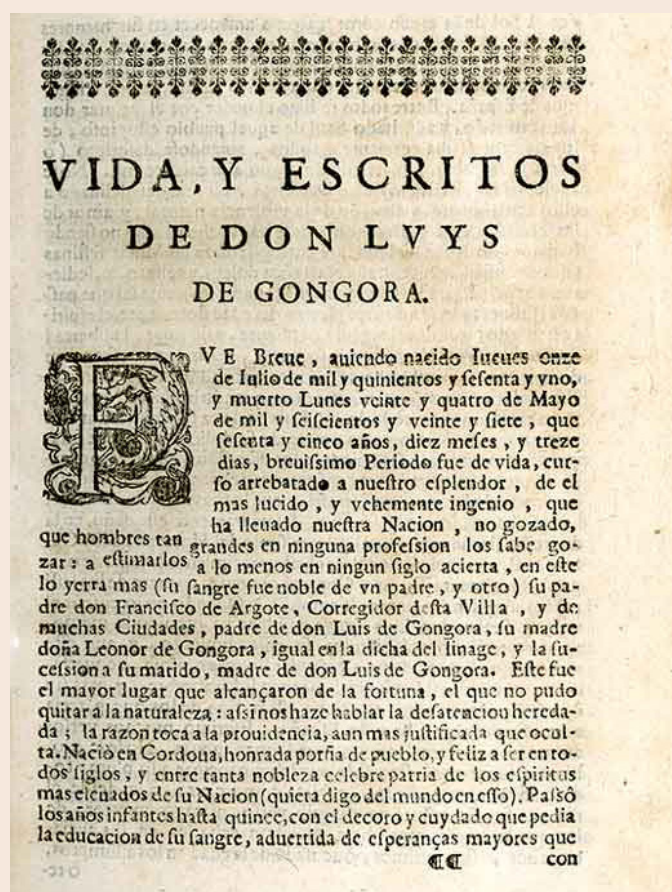 VIDA, Y ESCRITOS
DE DON LVYS
DE GONGORA.
FVE Breue, auiendo nacido Iueues onze
de Iulio de mil y quinientos y sesenta y vno,
y muerto Lunes veinte y quatro de Mayo
de mil y seiscientos y veinte y siete, que
sesenta y cinco años, diez meses, y treze
dias, breuissimo Periodo fue de vida, cur-
so arrebatado a nuestro esplendor, de el
mas lucido, y vehemente ingenio, que
ha lleuado nuestra Nacion, no gozado,
que hombres tan grandes en ninguna profession los sabe go-
zar: a estimarlos a lo menos en ningun siglo acierta, en este
lo yerra mas (su sangre fue noble de vn padre, y otro) su pa-
dre don Francisco de Argote, Corregidor desta Villa, y de
muchas Ciudades, padre de don Luis de Gongora, su madre
doña Leonor de Gongora, igual en la dicha del linage, y la su-
cession a su marido, madre de don Luis de Gongora. Este fue
el mayor lugar que alcançaron de la fortuna, el que no pudo
quitar a la naturaleza: assi nos haze hablar la desatencion hereda-
da; la razon toca a la prouidencia, aun mas justificada que ocul-
ta. Naciò en Cordoua, honrada porfia de pueblo, y feliz a ser en to-
dos siglos, y entre tanta nobleza celebre patria de los espiritus
mas eleuados de su Nacion (quieta digo del mundo en esso). Passò
los años infantes hasta quince, con el decoro y cuydado que pedia
la educacion de su sangre, aduertida de esperanças mayores que
¶¶ con